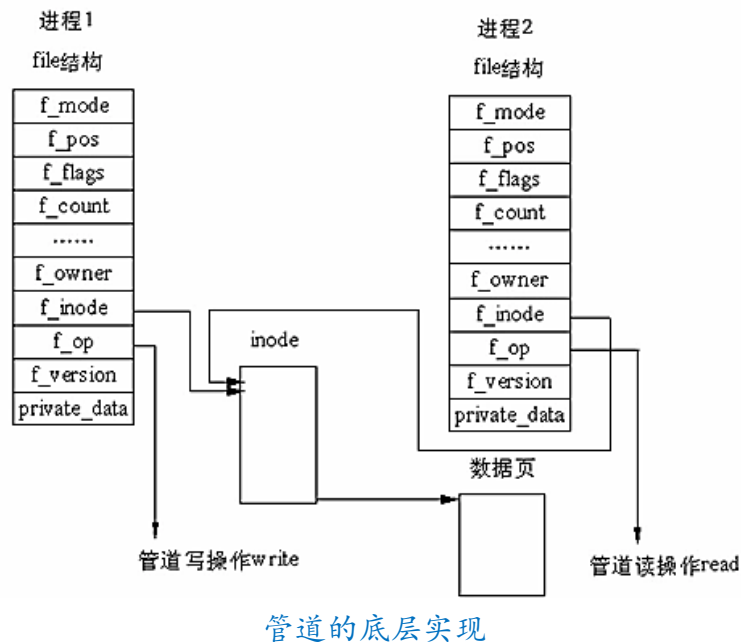 进程1
file结构
f_mode
f_pos
f_flags
f_count
……
f_owner
f_inode
f_op
f_version
private_data
进程2
file结构
f_mode
f_pos
f_flags
f_count
……
f_owner
f_inode
f_op
f_version
private_data
inode
数据页
管道写操作write
管道读操作read
管道的底层实现